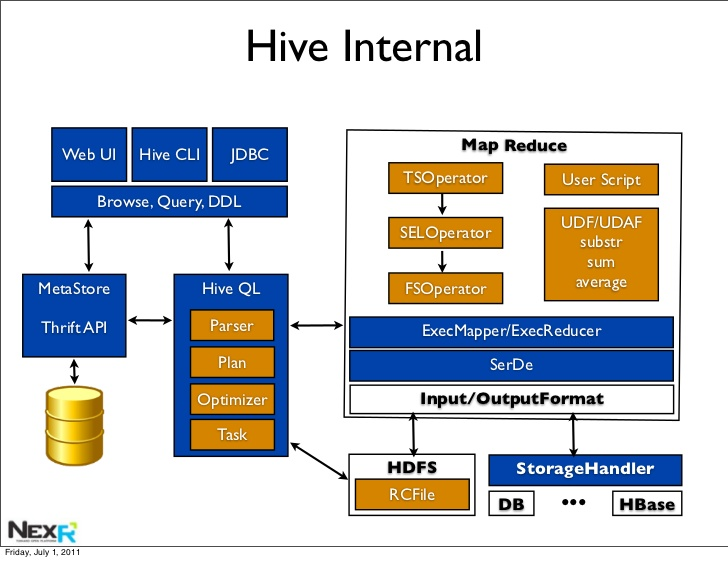 Hive Internal
Web UI
Hive CLI
JDBC
Browse, Query, DDL
MetaStore
Thrift API
Hive QL
Parser
Plan
Optimizer
Task
Map Reduce
TSOperator
SELOperator
FSOperator
User Script
UDF/UDAF
substr
sum
average
ExecMapper/ExecReducer
SerDe
Input/OutputFormat
HDFS
RCFile
StorageHandler
DB
•••
HBase
NexR
Friday, July 1, 2011